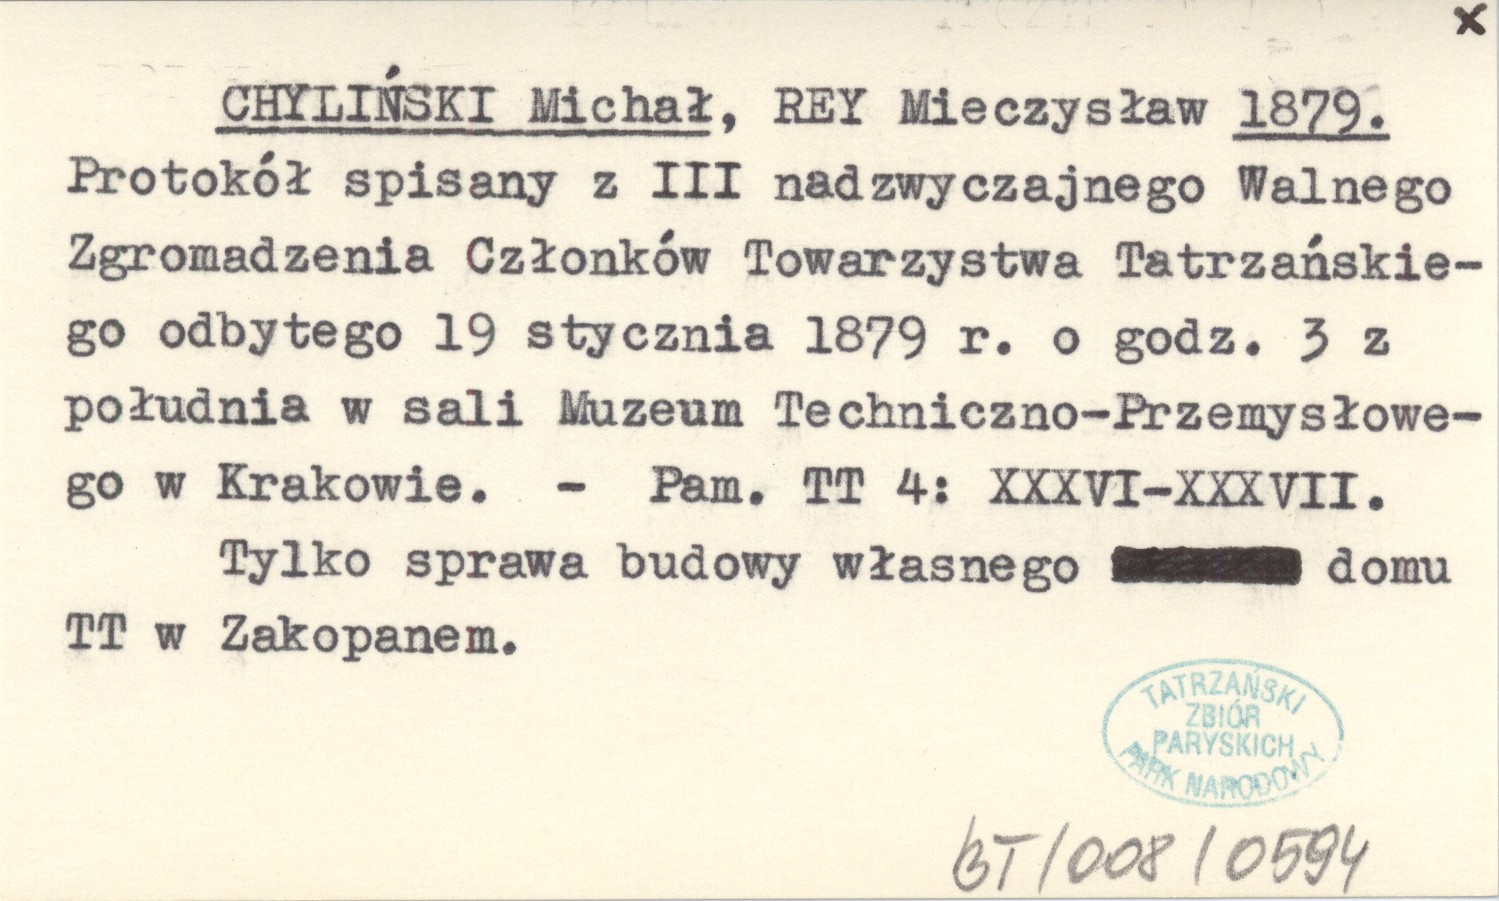 x
CHYLIŃSKI Michał, REY Mieczysław 1879.
Protokół spisany z III nadzwyczajnego Walnego
Zgromadzenia Członków Towarzystwa Tatrzańskie-
go odbytego 19 stycznia 1879 r. o godz. 3 z
południa w sali Muzeum Techniczno-Przemysłowe-
go w Krakowie. - Pam. TT 4: XXXVI-XXXVII.
Tylko sprawa budowy własnego domu
TT w Zakopanem.
TATRZAŃSKI
ZBIÓR
PARYSKICH
PARK NARODOWY
BT/008/0594